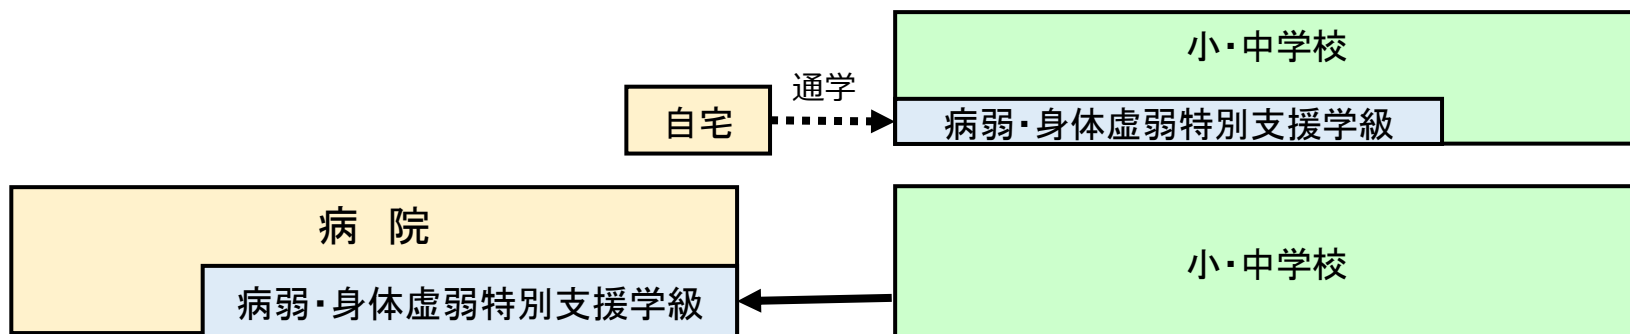 小・中学校
通学
自宅
病弱・身体虚弱特別支援学級
病　院
小・中学校
病弱・身体虚弱特別支援学級